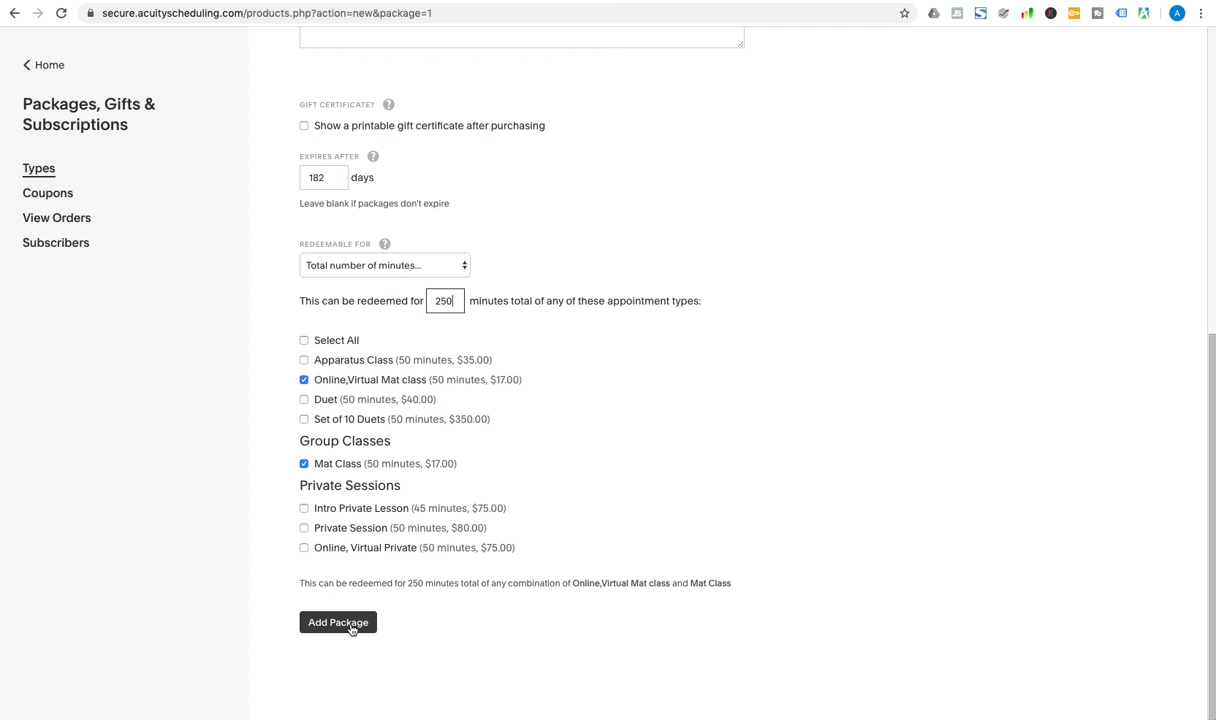 secure.acuityscheduling.com/products.php?action=new&package=1
A
Home
Packages, Gifts &
Subscriptions
Types
Coupons
View Orders
Subscribers
GIFT CERTIFICATE? ?
Show a printable gift certificate after purchasing
EXPIRES AFTER ?
182 days
Leave blank if packages don't expire
REDEEMABLE FOR ?
Total number of minutes...
This can be redeemed for 250 minutes total of any of these appointment types:
Select All
Apparatus Class (50 minutes, $35.00)
Online,Virtual Mat class (50 minutes, $17.00)
Duet (50 minutes, $40.00)
Set of 10 Duets (50 minutes, $350.00)
Group Classes
Mat Class (50 minutes, $17.00)
Private Sessions
Intro Private Lesson (45 minutes, $75.00)
Private Session (50 minutes, $80.00)
Online, Virtual Private (50 minutes, $75.00)
This can be redeemed for 250 minutes total of any combination of Online,Virtual Mat class and Mat Class
Add Package